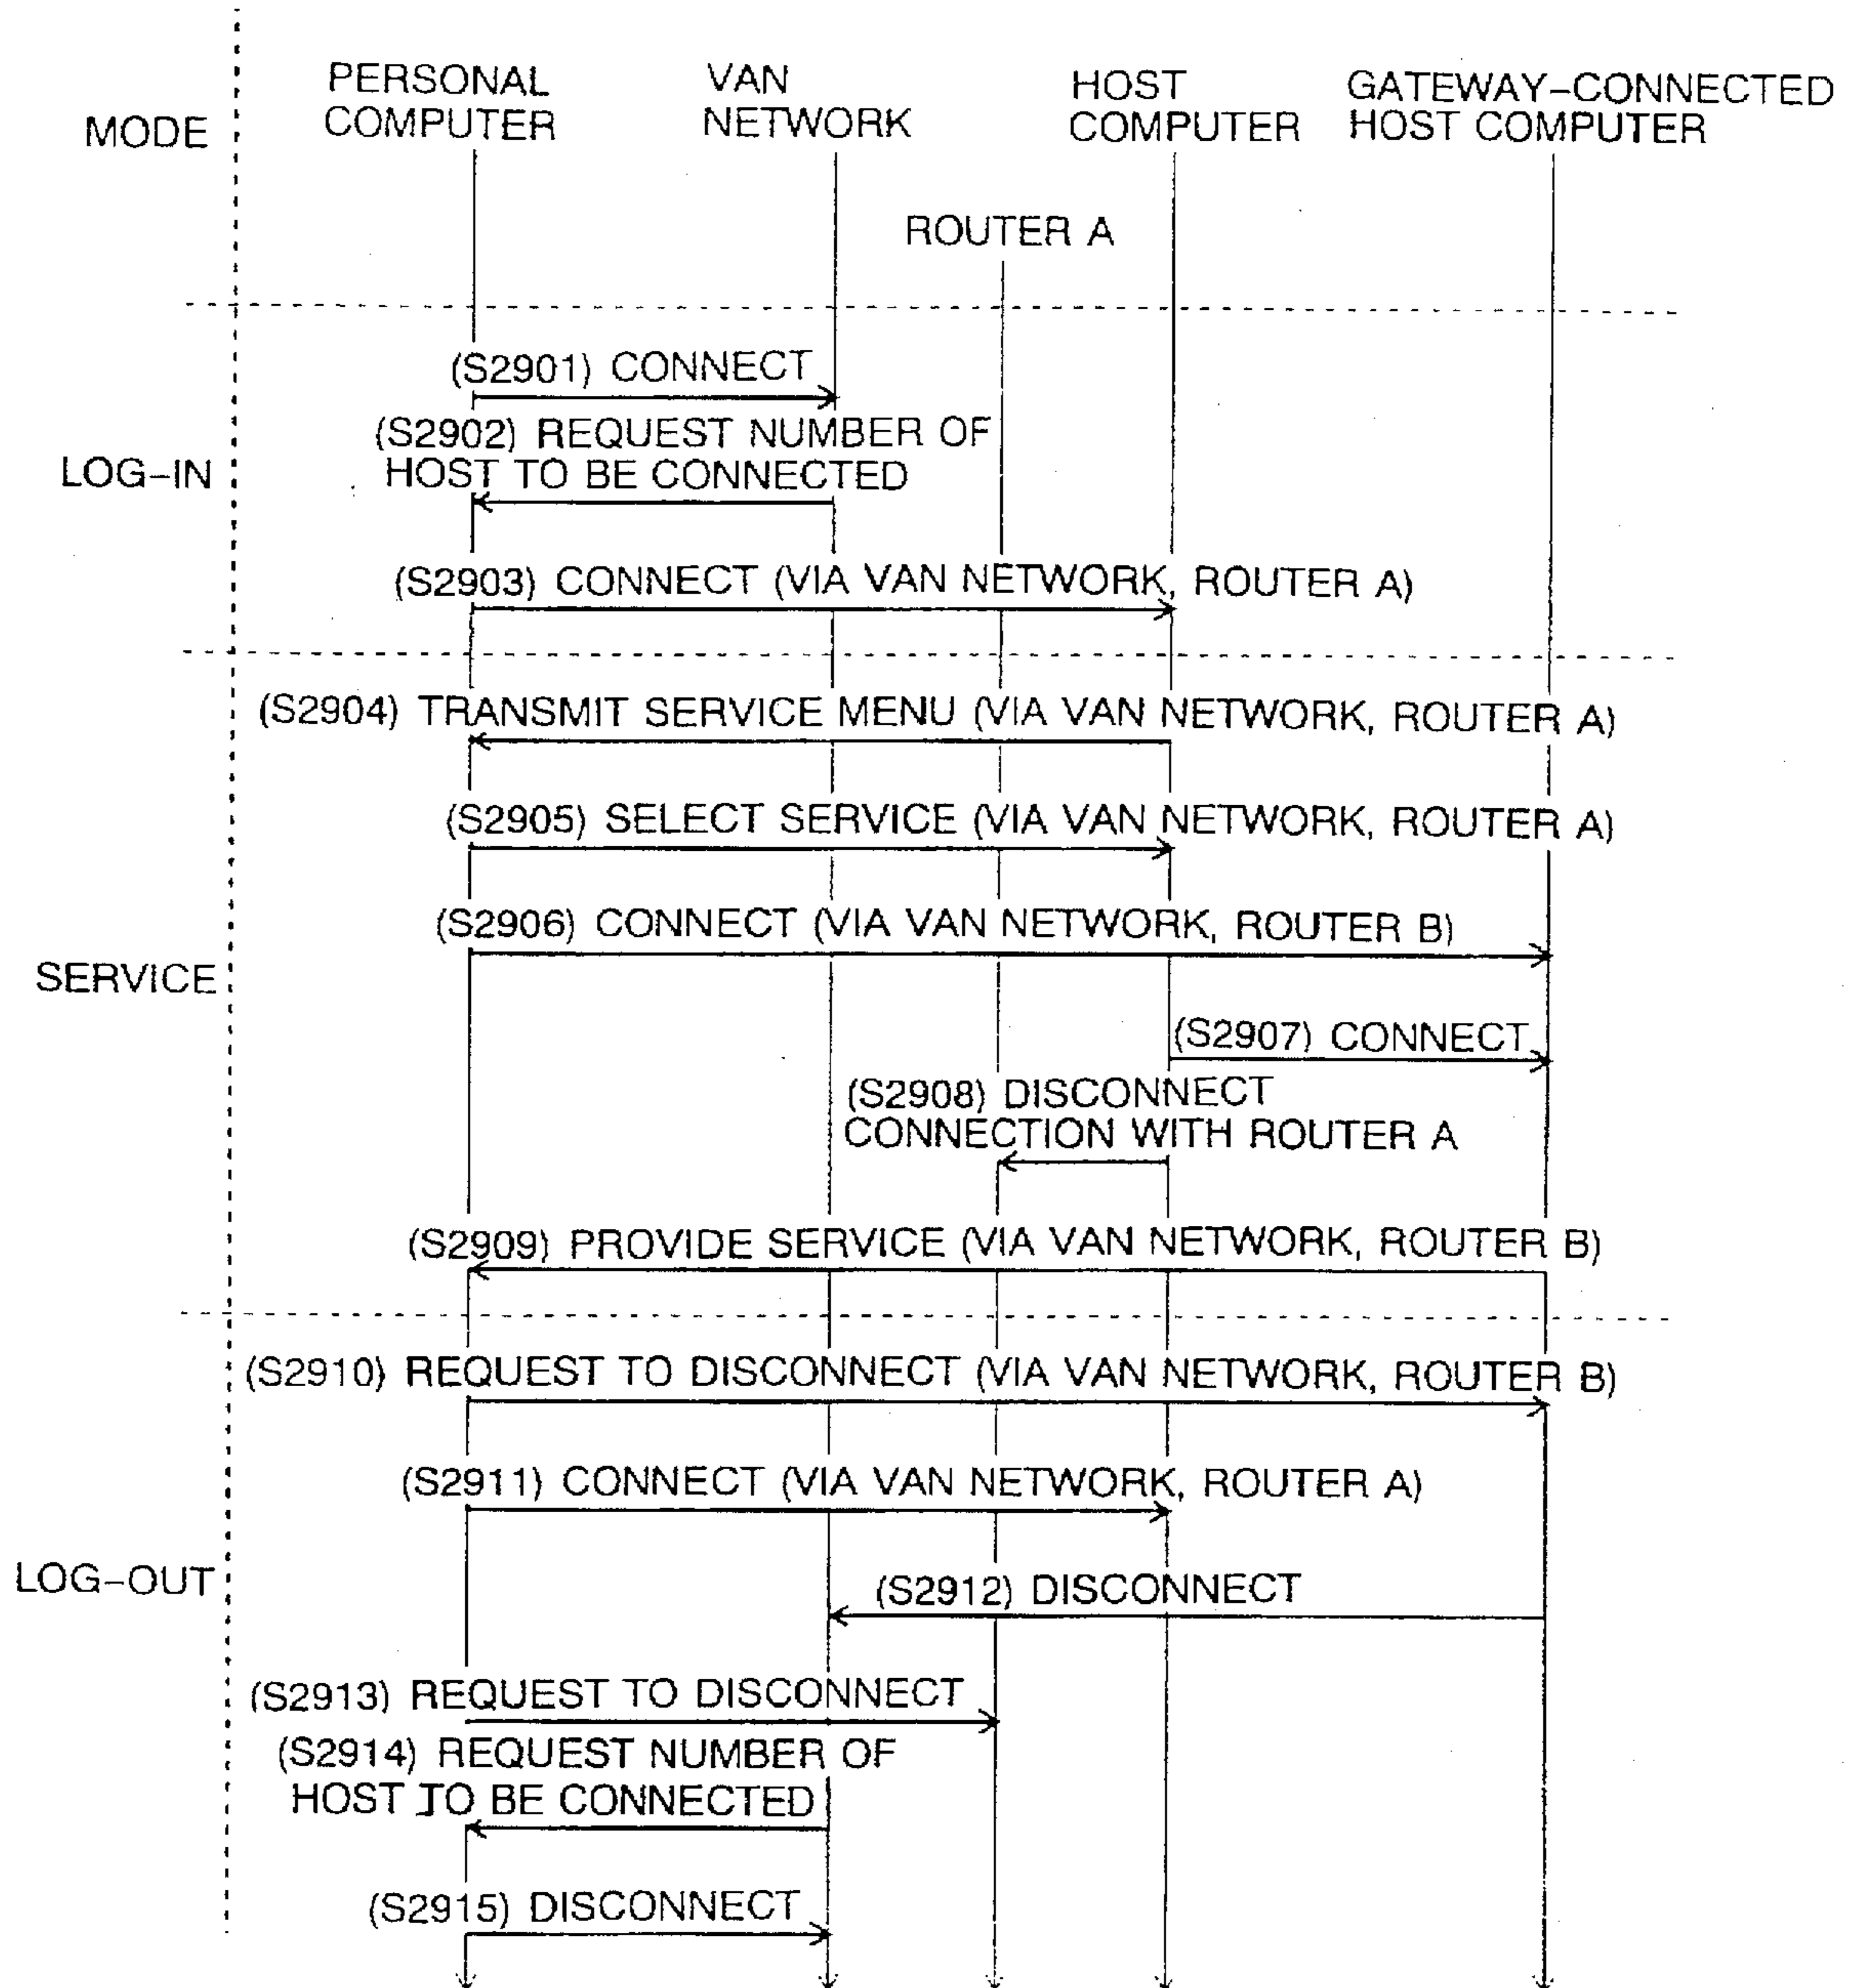 MODE
PERSONAL
COMPUTER
VAN
NETWORK
HOST
COMPUTER
GATEWAY-CONNECTED
HOST COMPUTER
ROUTER A
LOG-IN
(S2901) CONNECT
(S2902) REQUEST NUMBER OF
HOST TO BE CONNECTED
(S2903) CONNECT (VIA VAN NETWORK, ROUTER A)
SERVICE
(S2904) TRANSMIT SERVICE MENU (VIA VAN NETWORK, ROUTER A)
(S2905) SELECT SERVICE (VIA VAN NETWORK, ROUTER A)
(S2906) CONNECT (VIA VAN NETWORK, ROUTER B)
(S2907) CONNECT
(S2908) DISCONNECT
CONNECTION WITH ROUTER A
(S2909) PROVIDE SERVICE (VIA VAN NETWORK, ROUTER B)
LOG-OUT
(S2910) REQUEST TO DISCONNECT (VIA VAN NETWORK, ROUTER B)
(S2911) CONNECT (VIA VAN NETWORK, ROUTER A)
(S2912) DISCONNECT
(S2913) REQUEST TO DISCONNECT
(S2914) REQUEST NUMBER OF
HOST TO BE CONNECTED
(S2915) DISCONNECT